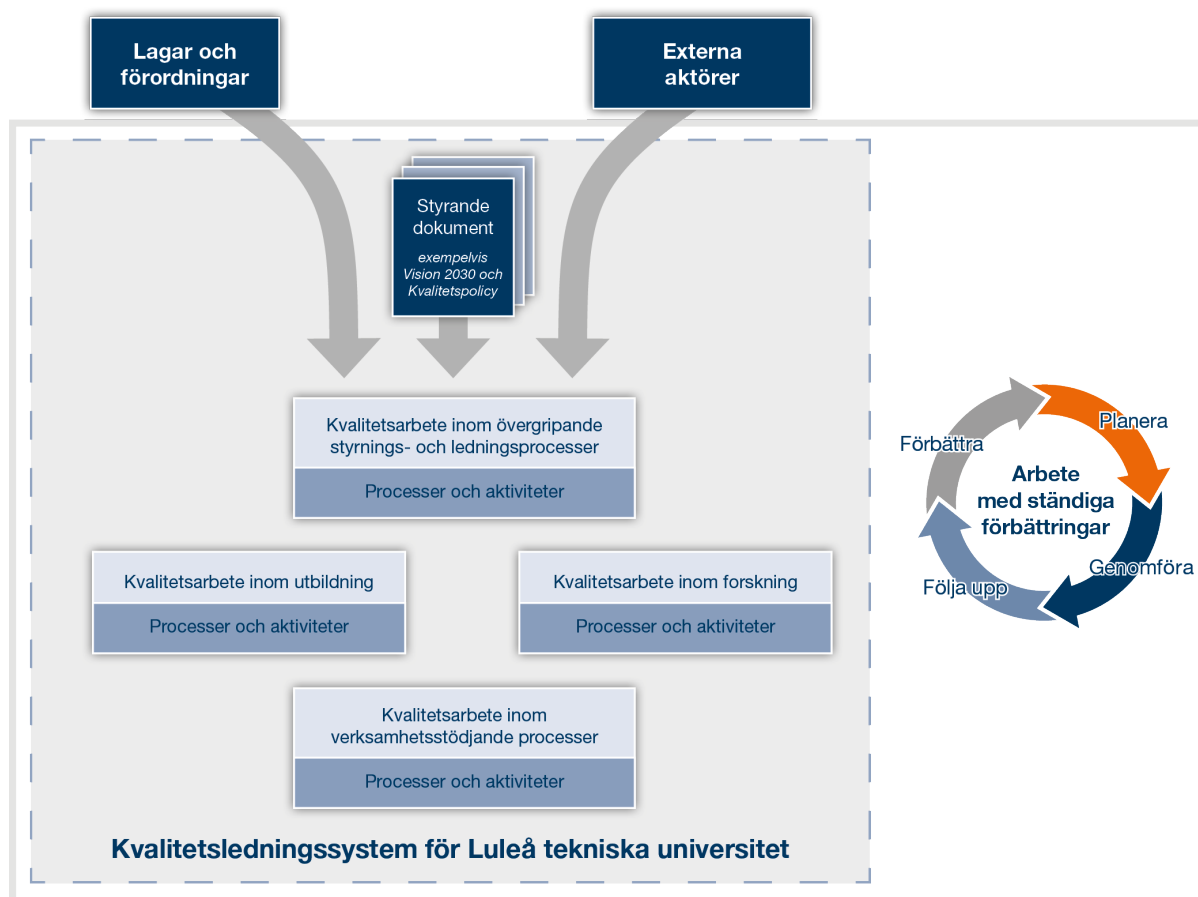 Lagar och
förordningar
Externa
aktörer
Styrande
dokument
exempelvis
Vision 2030 och
Kvalitetspolicy
Kvalitetsarbete inom övergripande
styrnings- och ledningsprocesser
Processer och aktiviteter
Kvalitetsarbete inom utbildning
Processer och aktiviteter
Kvalitetsarbete inom forskning
Processer och aktiviteter
Kvalitetsarbete inom
verksamhetsstödjande processer
Processer och aktiviteter
Kvalitetsledningssystem för Luleå tekniska universitet
Planera
Förbättra
Arbete
med ständiga
förbättringar
Genomföra
Följa upp